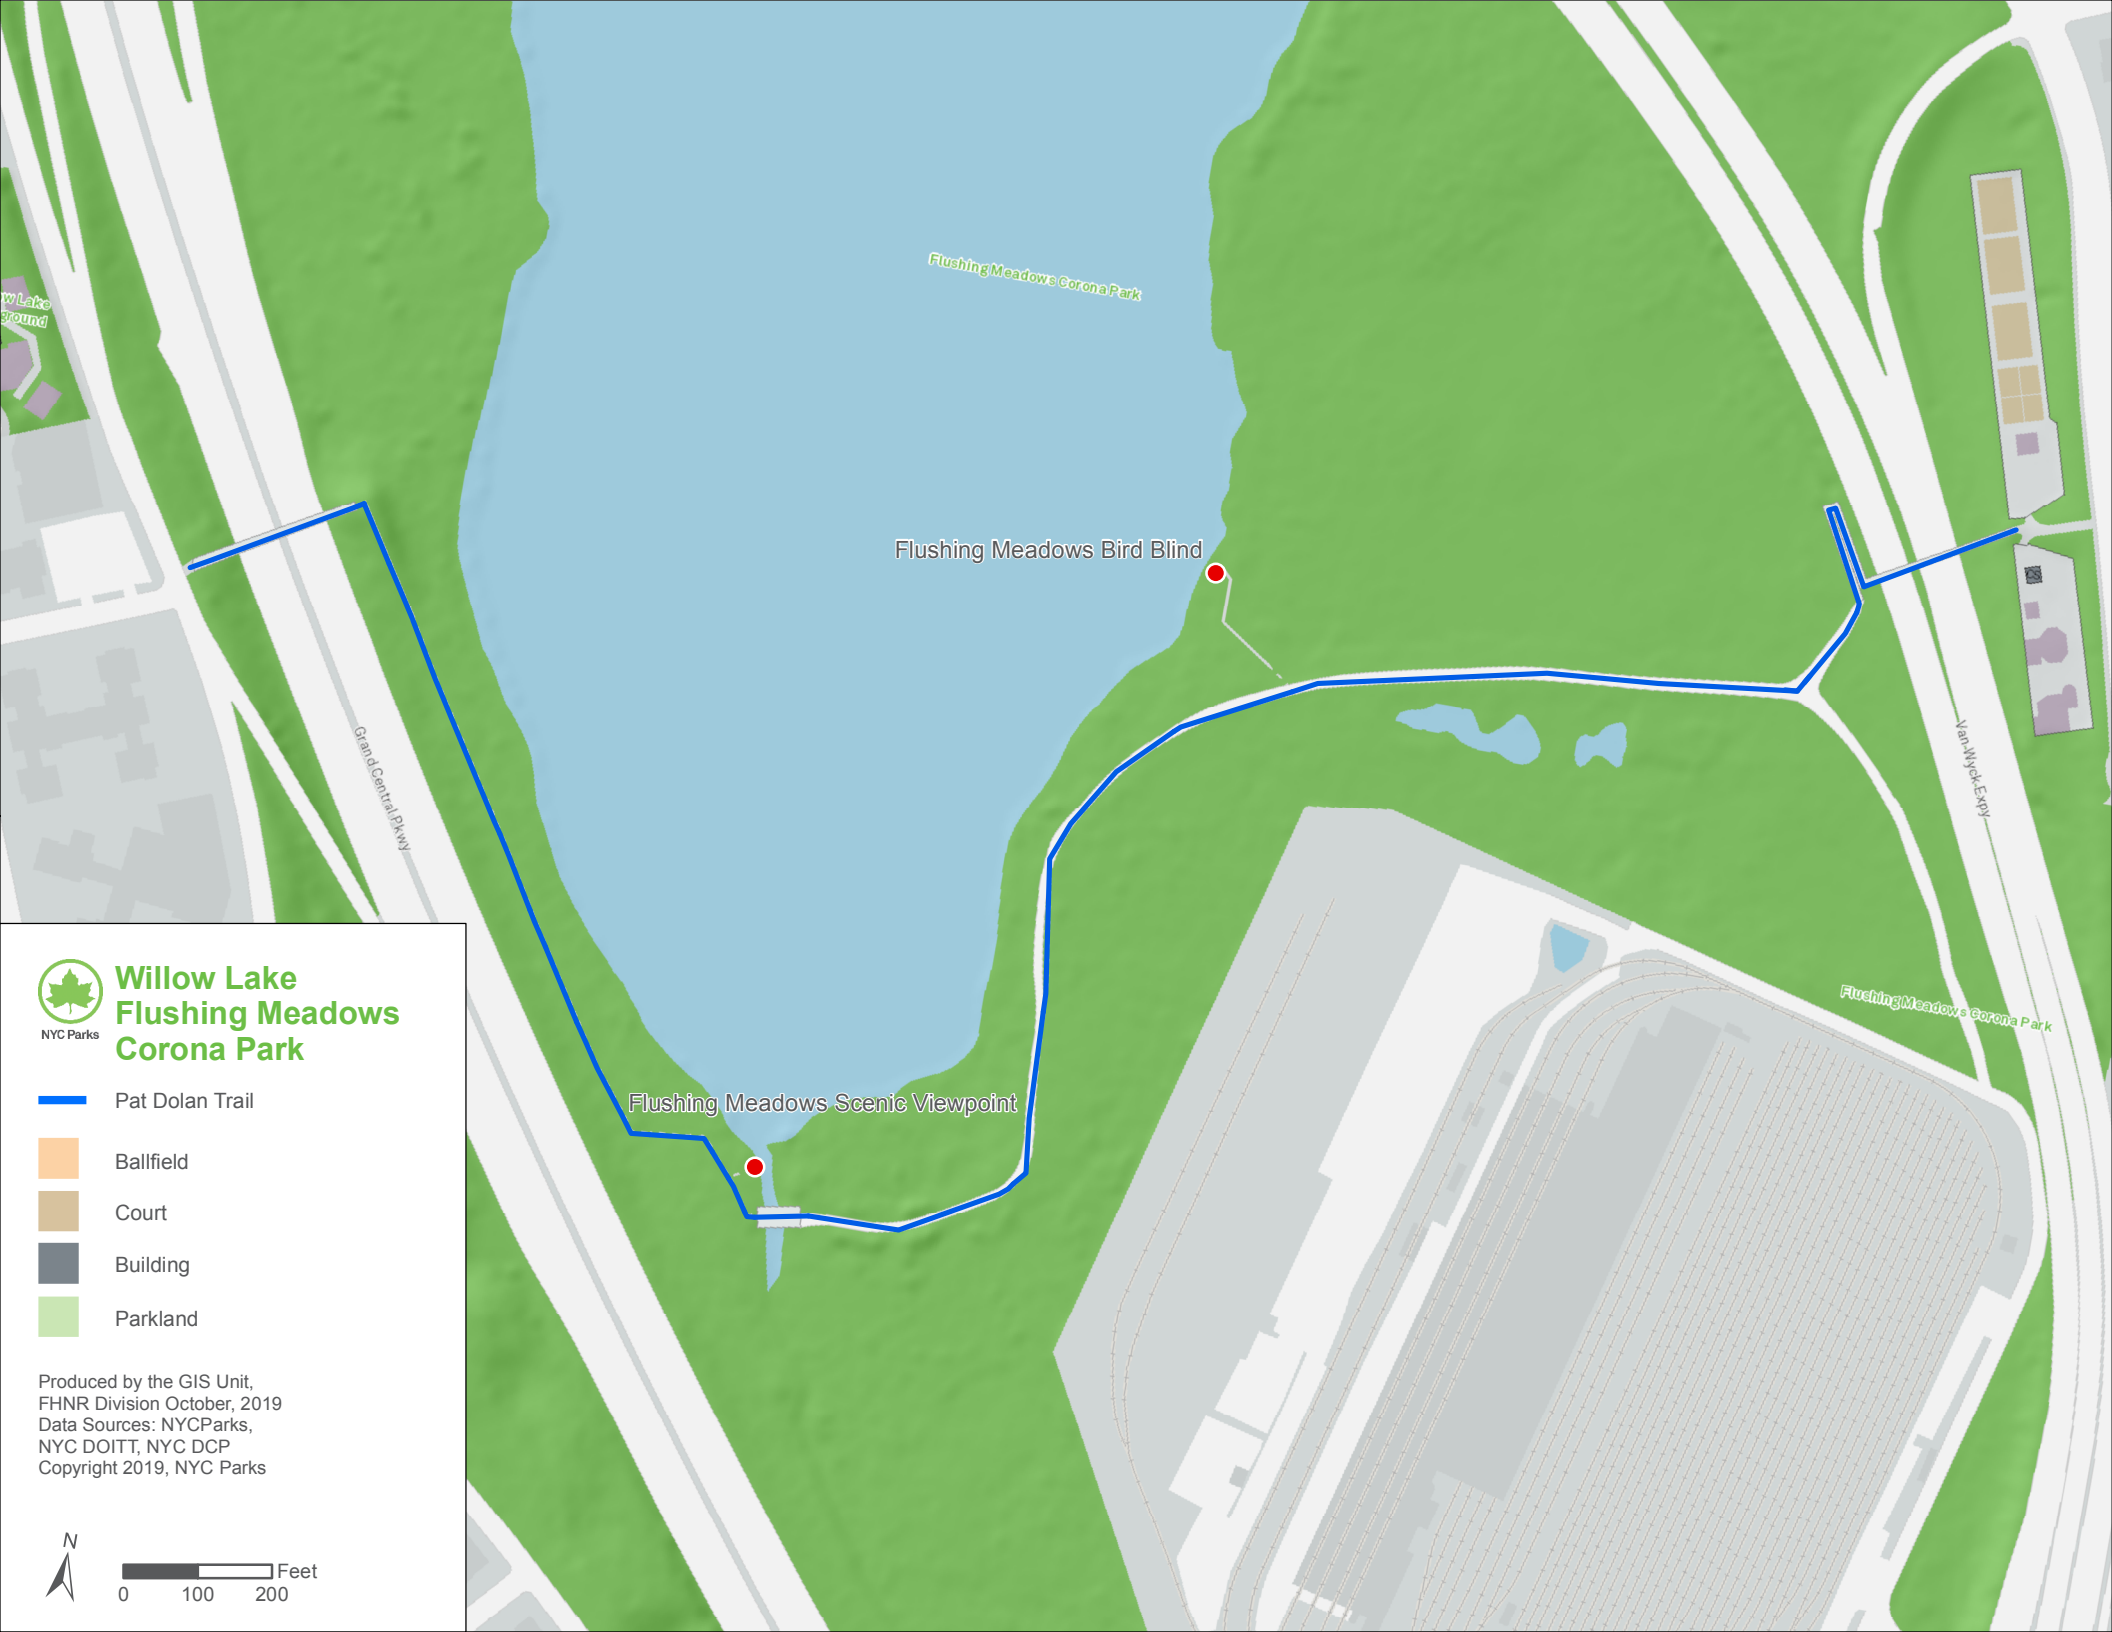 Flushing Meadows Corona Park
w Lake
ground
Flushing Meadows Bird Blind
Grand Central Pkwy
Van Wyck Expy
Flushing Meadows Corona Park
Flushing Meadows Scenic Viewpoint
NYC Parks
Willow Lake
Flushing Meadows
Corona Park
Pat Dolan Trail
Ballfield
Court
Building
Parkland
Produced by the GIS Unit,
FHNR Division October, 2019
Data Sources: NYCParks,
NYC DOITT, NYC DCP
Copyright 2019, NYC Parks
N
Feet
0 100 200